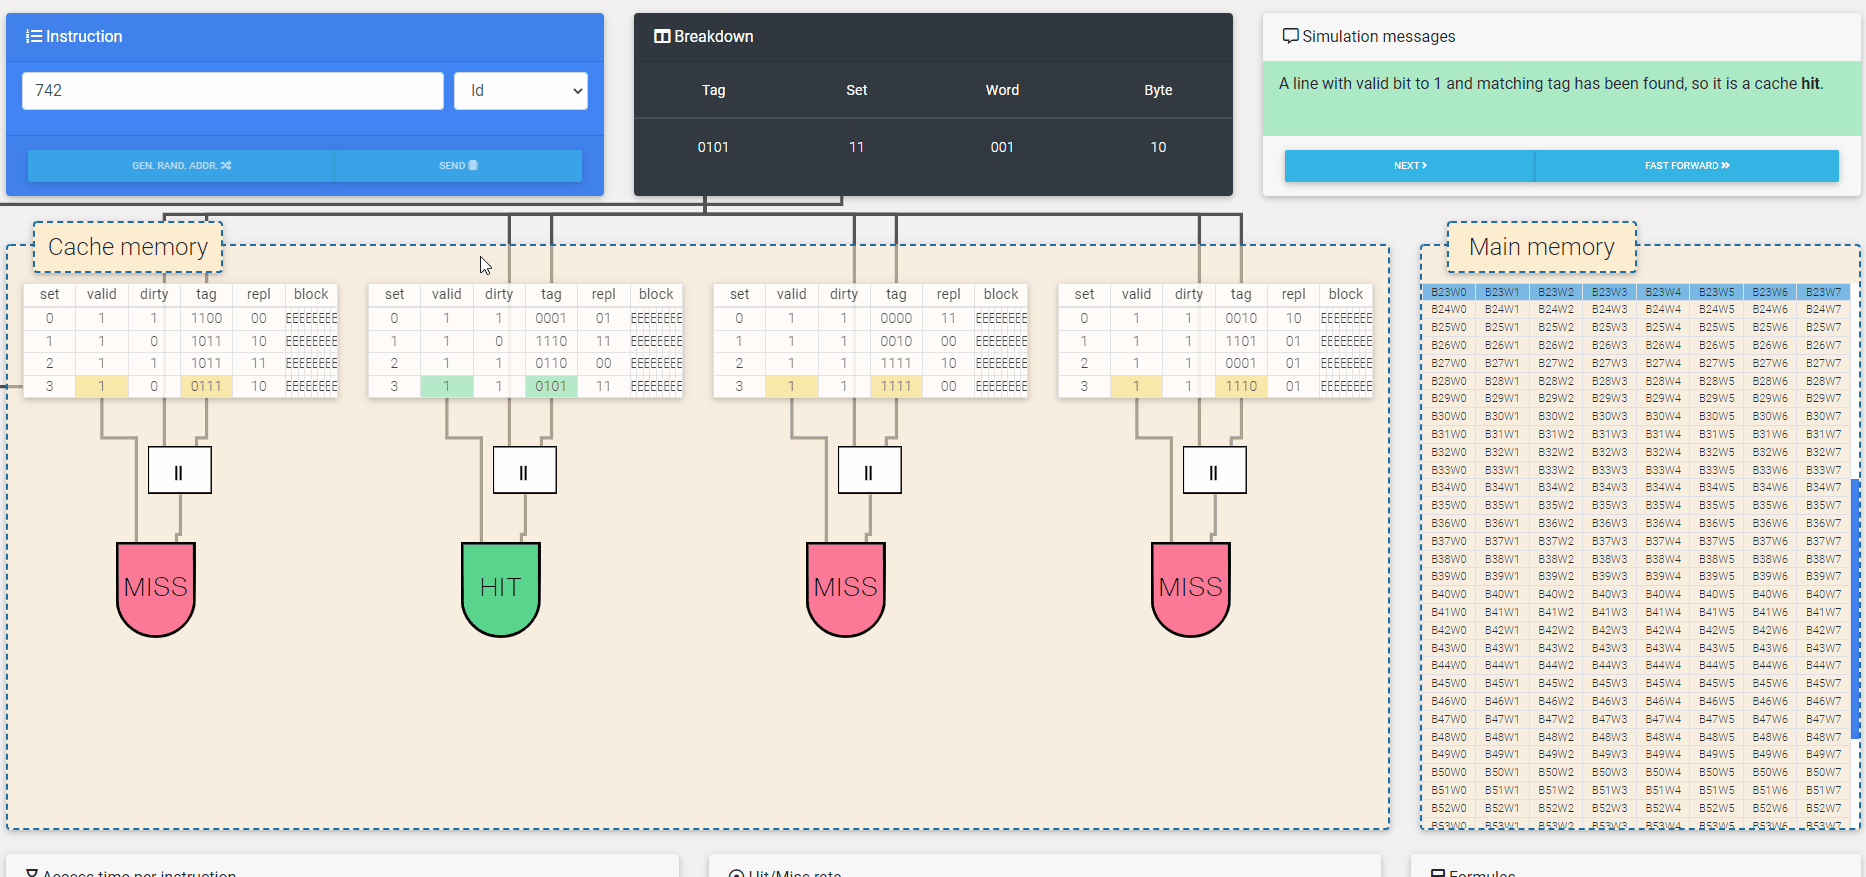 Instruction
742
ld
GEN. RAND. ADDR.
SEND
Breakdown
Tag Set Word Byte
0101 11 001 10
Simulation messages
A line with valid bit to 1 and matching tag has been found, so it is a cache hit.
NEXT
FAST FORWARD
Cache memory
set valid dirty tag repl block
0 1 1 1100 00 EEEEEEEE
1 1 0 1011 10 EEEEEEEE
2 1 1 1011 11 EEEEEEEE
3 1 0 0111 10 EEEEEEEE
=
MISS
set valid dirty tag repl block
0 1 1 0001 01 EEEEEEEE
1 1 0 1110 11 EEEEEEEE
2 1 1 0110 00 EEEEEEEE
3 1 1 0101 11 EEEEEEEE
=
HIT
set valid dirty tag repl block
0 1 1 0000 11 EEEEEEEE
1 1 1 0010 00 EEEEEEEE
2 1 1 1111 10 EEEEEEEE
3 1 1 1111 00 EEEEEEEE
=
MISS
set valid dirty tag repl block
0 1 1 0010 10 EEEEEEEE
1 1 1 1101 01 EEEEEEEE
2 1 1 0001 01 EEEEEEEE
3 1 1 1110 01 EEEEEEEE
=
MISS
Main memory
B23W0 B23W1 B23W2 B23W3 B23W4 B23W5 B23W6 B23W7
B24W0 B24W1 B24W2 B24W3 B24W4 B24W5 B24W6 B24W7
B25W0 B25W1 B25W2 B25W3 B25W4 B25W5 B25W6 B25W7
B26W0 B26W1 B26W2 B26W3 B26W4 B26W5 B26W6 B26W7
B27W0 B27W1 B27W2 B27W3 B27W4 B27W5 B27W6 B27W7
B28W0 B28W1 B28W2 B28W3 B28W4 B28W5 B28W6 B28W7
B29W0 B29W1 B29W2 B29W3 B29W4 B29W5 B29W6 B29W7
B30W0 B30W1 B30W2 B30W3 B30W4 B30W5 B30W6 B30W7
B31W0 B31W1 B31W2 B31W3 B31W4 B31W5 B31W6 B31W7
B32W0 B32W1 B32W2 B32W3 B32W4 B32W5 B32W6 B32W7
B33W0 B33W1 B33W2 B33W3 B33W4 B33W5 B33W6 B33W7
B34W0 B34W1 B34W2 B34W3 B34W4 B34W5 B34W6 B34W7
B35W0 B35W1 B35W2 B35W3 B35W4 B35W5 B35W6 B35W7
B36W0 B36W1 B36W2 B36W3 B36W4 B36W5 B36W6 B36W7
B37W0 B37W1 B37W2 B37W3 B37W4 B37W5 B37W6 B37W7
B38W0 B38W1 B38W2 B38W3 B38W4 B38W5 B38W6 B38W7
B39W0 B39W1 B39W2 B39W3 B39W4 B39W5 B39W6 B39W7
B40W0 B40W1 B40W2 B40W3 B40W4 B40W5 B40W6 B40W7
B41W0 B41W1 B41W2 B41W3 B41W4 B41W5 B41W6 B41W7
B42W0 B42W1 B42W2 B42W3 B42W4 B42W5 B42W6 B42W7
B43W0 B43W1 B43W2 B43W3 B43W4 B43W5 B43W6 B43W7
B44W0 B44W1 B44W2 B44W3 B44W4 B44W5 B44W6 B44W7
B45W0 B45W1 B45W2 B45W3 B45W4 B45W5 B45W6 B45W7
B46W0 B46W1 B46W2 B46W3 B46W4 B46W5 B46W6 B46W7
B47W0 B47W1 B47W2 B47W3 B47W4 B47W5 B47W6 B47W7
B48W0 B48W1 B48W2 B48W3 B48W4 B48W5 B48W6 B48W7
B49W0 B49W1 B49W2 B49W3 B49W4 B49W5 B49W6 B49W7
B50W0 B50W1 B50W2 B50W3 B50W4 B50W5 B50W6 B50W7
B51W0 B51W1 B51W2 B51W3 B51W4 B51W5 B51W6 B51W7
B52W0 B52W1 B52W2 B52W3 B52W4 B52W5 B52W6 B52W7
B53W0 B53W1 B53W2 B53W3 B53W4 B53W5 B53W6 B53W7
Access time per instruction
Hit/Miss rate
Formulas